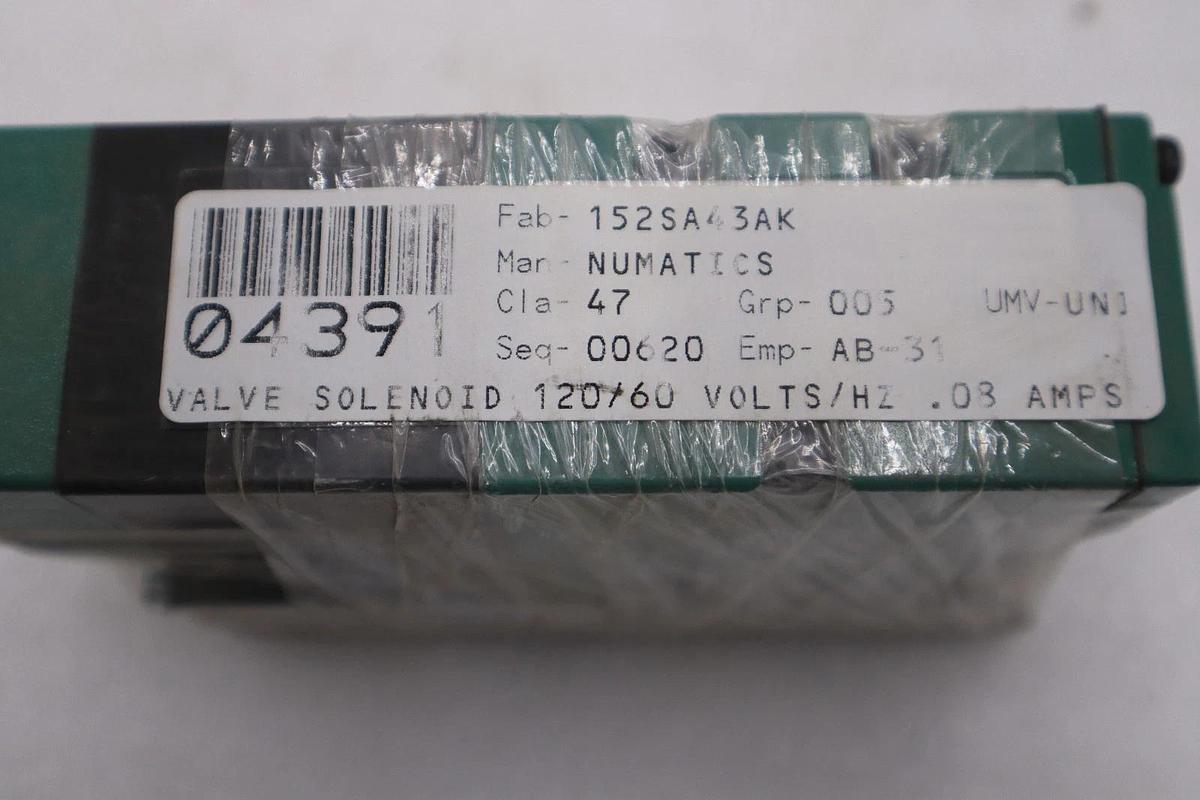 Fab- 152SA43AK
Man- NUMATICS
Cla- 47 Grp- 005 UMV-UNI
04391
Seq- 00620 Emp- AB-31
VALVE SOLENOID 120/60 VOLTS/HZ .08 AMPS